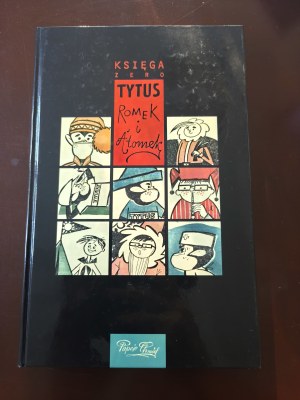 KSIĘGA
ZERO
TYTUS
ROMEK
i
A'Tomek